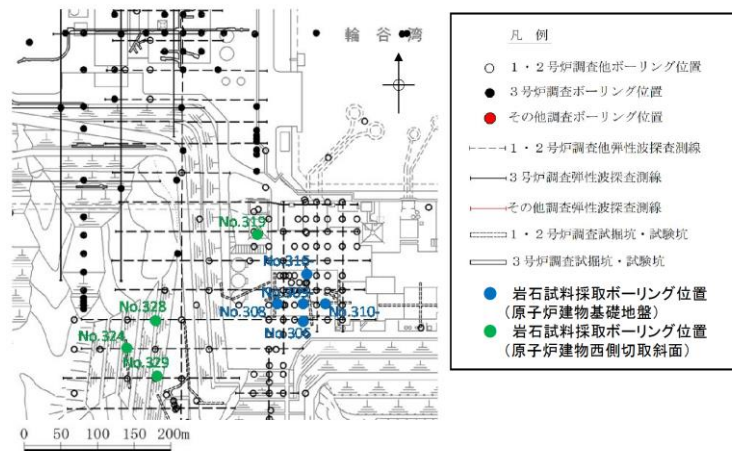 輪谷湾
No.319
No.315
No.308
No.310
No.306
No.328
No.324
No.329
0 50 100 150 200m
凡 例
1・2号炉調査他ボーリング位置
3号炉調査ボーリング位置
その他調査ボーリング位置
1・2号炉調査他弾性波探査測線
3号炉調査弾性波探査測線
その他調査弾性波探査測線
1・2号炉調査試掘坑・試験坑
3号炉調査試掘坑・試験坑
岩石試料採取ボーリング位置
(原子炉建物基礎地盤)
岩石試料採取ボーリング位置
(原子炉建物西側切取斜面)